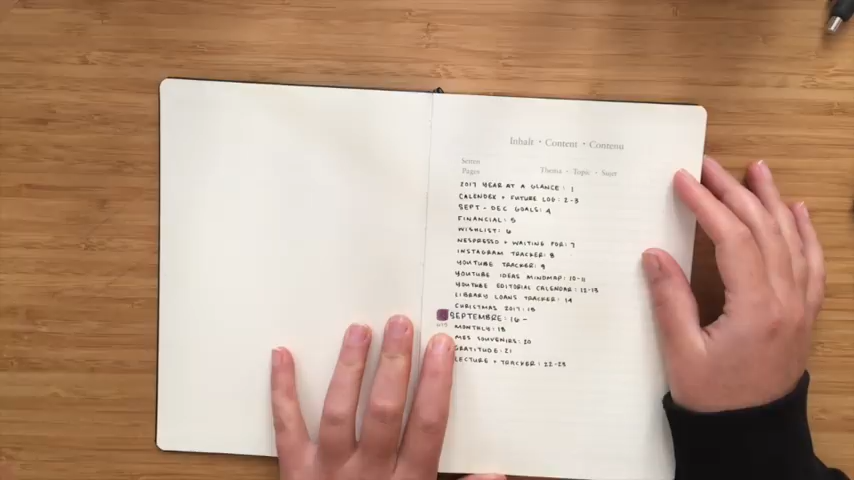 Inhalt • Content • Contenu
Seiten
Pages
Thema • Topic • Sujet
2017 YEAR AT A GLANCE : 1
CALENDEX + FUTURE LOG : 2-3
SEPT - DEC GOALS : 4
FINANCIAL : 5
WISHLIST : 6
NESPRESSO + WAITING FOR : 7
INSTAGRAM TRACKER : 8
YOUTUBE TRACKER : 9
YOUTUBE IDEAS MINDMAP : 10-11
YOUTUBE EDITORIAL CALENDAR : 12-13
LIBRARY LOANS TRACKER : 14
CHRISTMAS 2017 : 15
SEPTEMBRE : 16 -
MONTHLY : 18
MES SOUVENIRS : 20
GRATITUDE : 21
LECTURE + TRACKER : 22-23